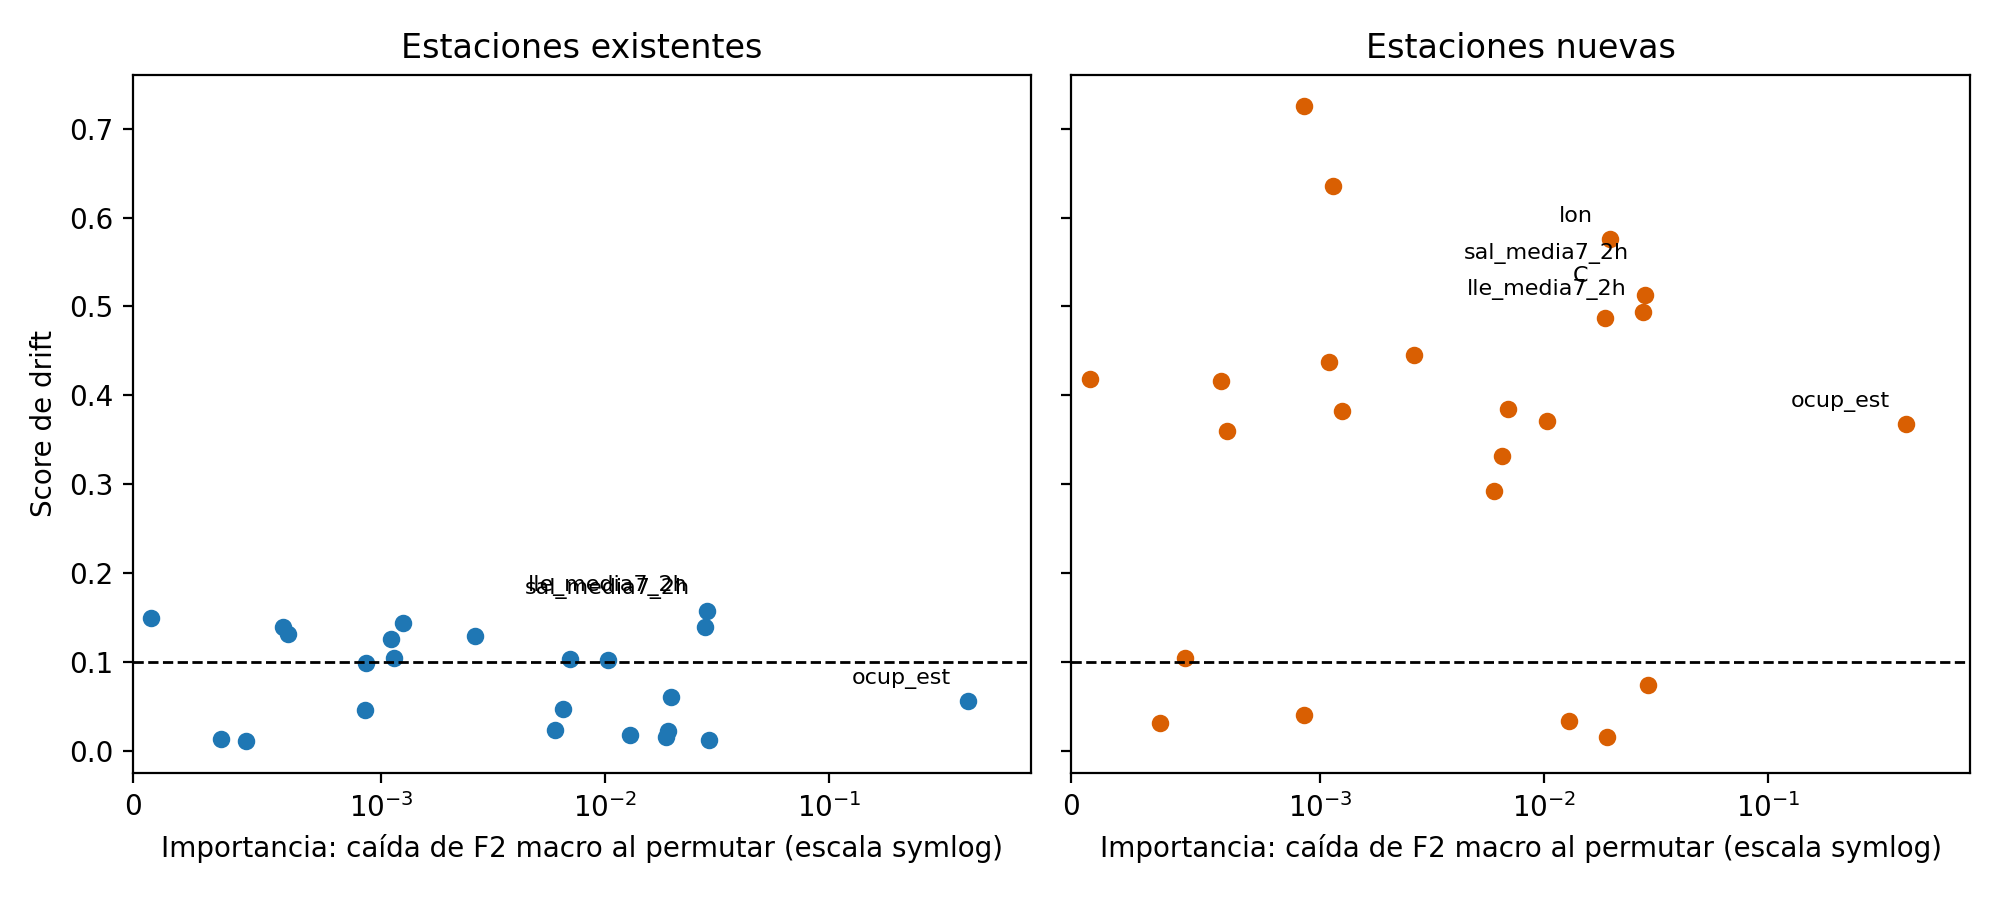 Estaciones existentes
Score de drift
0.7
0.6
0.5
0.4
0.3
0.2
0.1
0.0
lle_media7_2h
sal_media7_2h
ocup_est
0
10⁻³
10⁻²
10⁻¹
Importancia: caída de F2 macro al permutar (escala symlog)
Estaciones nuevas
lon
sal_media7_2h
C
lle_media7_2h
ocup_est
0
10⁻³
10⁻²
10⁻¹
Importancia: caída de F2 macro al permutar (escala symlog)